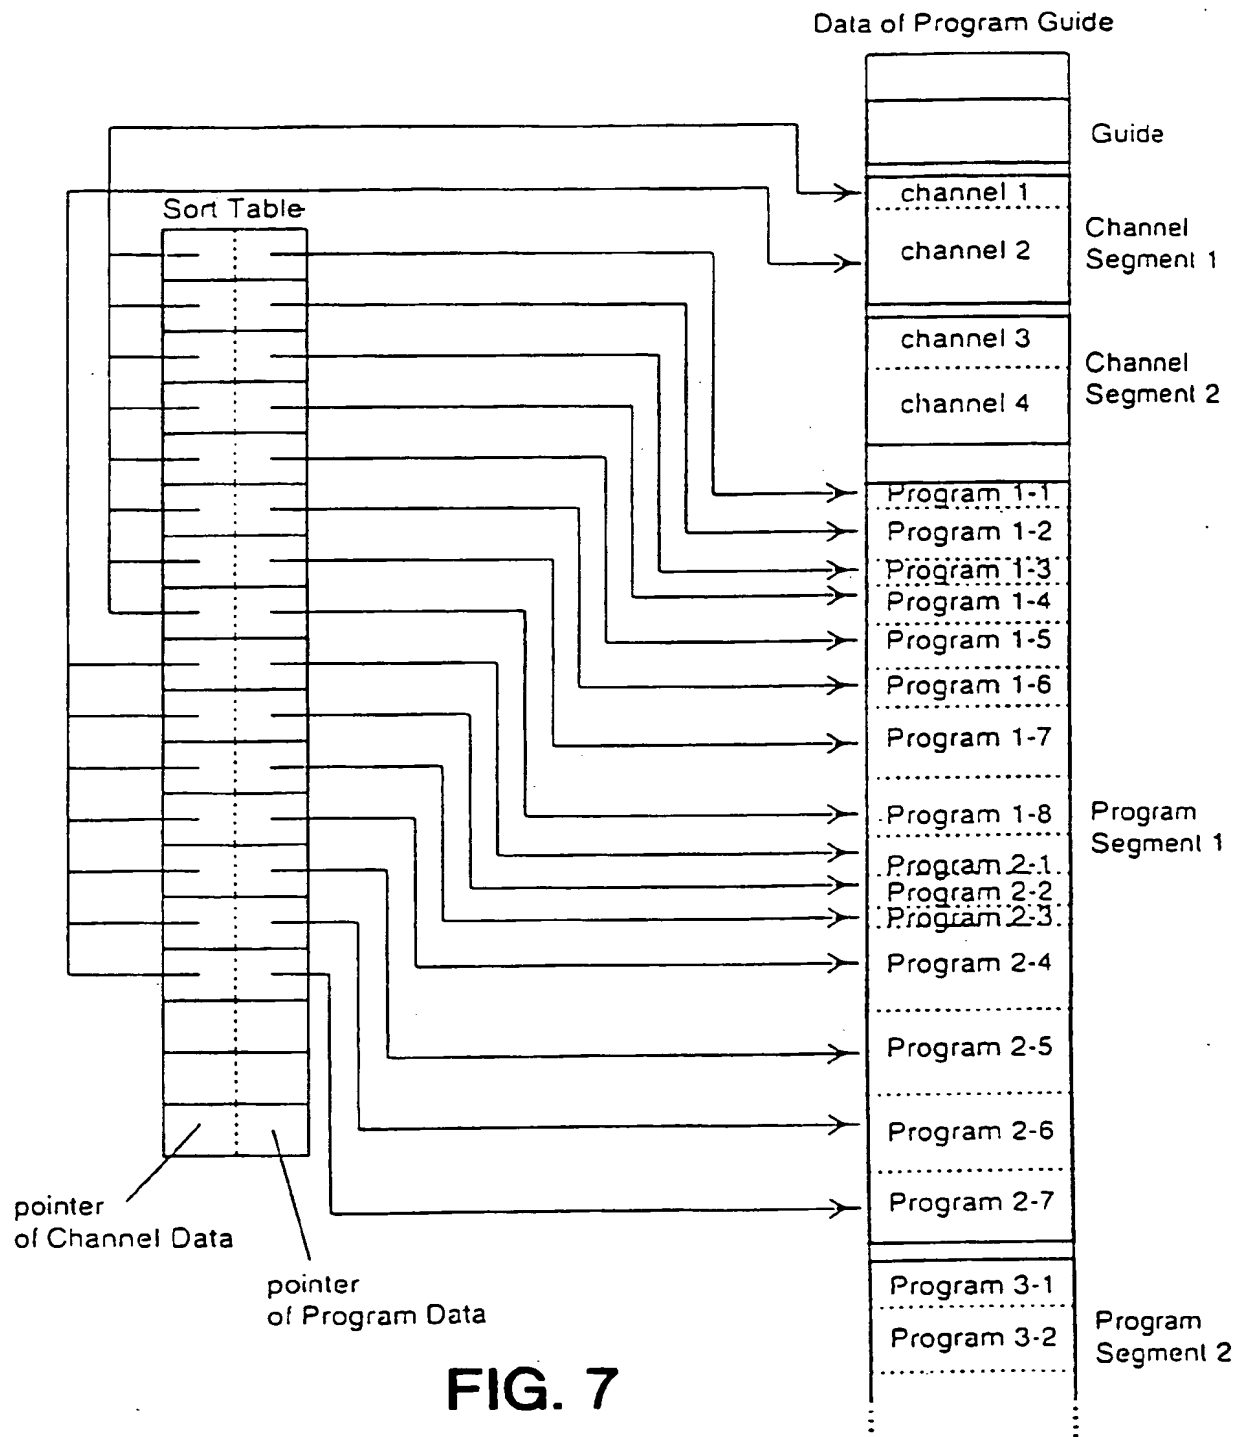 Data of Program Guide
Guide
Sort Table
channel 1
channel 2
Channel
Segment 1
channel 3
channel 4
Channel
Segment 2
Program 1-1
Program 1-2
Program 1-3
Program 1-4
Program 1-5
Program 1-6
Program 1-7
Program 1-8
Program 2-1
Program 2-2
Program 2-3
Program 2-4
Program 2-5
Program 2-6
Program 2-7
Program
Segment 1
pointer
of Channel Data
pointer
of Program Data
Program 3-1
Program 3-2
Program
Segment 2
FIG. 7